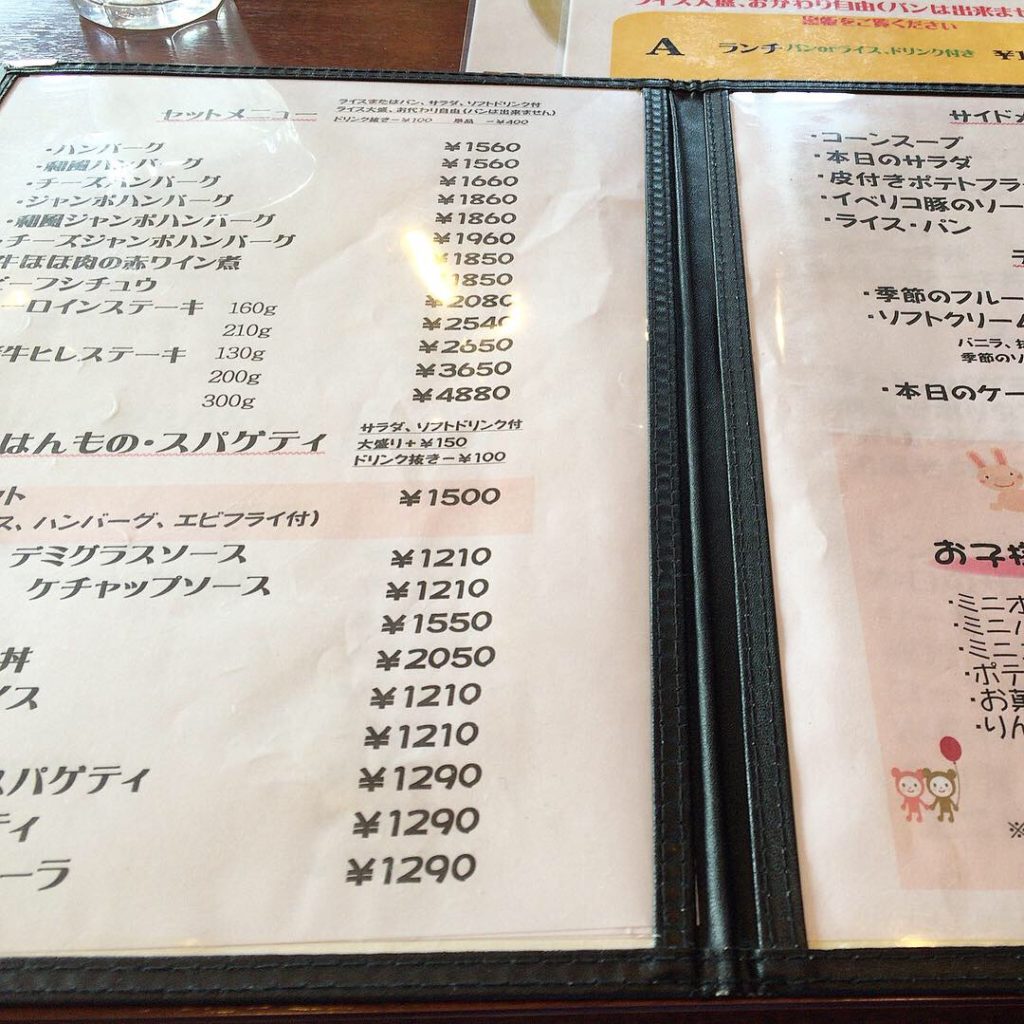 ライス大盛、おかわり自由(パンは出来ませ
A ランチ パンorライス、ドリンク付き
セットメニュー
ライスまたはパン、サラダ、ソフトドリンク付
ライス大盛、お代わり自由(パンは出来ません)
ドリンク抜き－¥100 単品 －¥400
・ハンバーグ ¥1560
・和風ハンバーグ ¥1560
・チーズハンバーグ ¥1660
・ジャンボハンバーグ ¥1860
・和風ジャンボハンバーグ ¥1860
・チーズジャンボハンバーグ ¥1960
牛ほほ肉の赤ワイン煮 ¥1850
ビーフシチュウ ¥1850
ーロインステーキ 160g ¥2080
210g ¥2540
牛ヒレステーキ 130g ¥2650
200g ¥3650
300g ¥4880
はんもの・スパゲティ
サラダ、ソフトドリンク付
大盛り＋¥150
ドリンク抜き－¥100
ット ¥1500
ス、ハンバーグ、エビフライ付)
デミグラスソース ¥1210
ケチャップソース ¥1210
¥1550
丼 ¥2050
イス ¥1210
¥1210
スパゲティ ¥1290
ティ ¥1290
ーラ ¥1290
サイド
・コーンスープ
・本日のサラダ
・皮付きポテトフラ
・イベリコ豚のソー
・ライス・パン
・季節のフルー
・ソフトクリーム
バニラ、
季節のソ
・本日のケー
お子様
・ミニオ
・ミニハ
・ミニ
・ポテ
・お菓
・りん
※